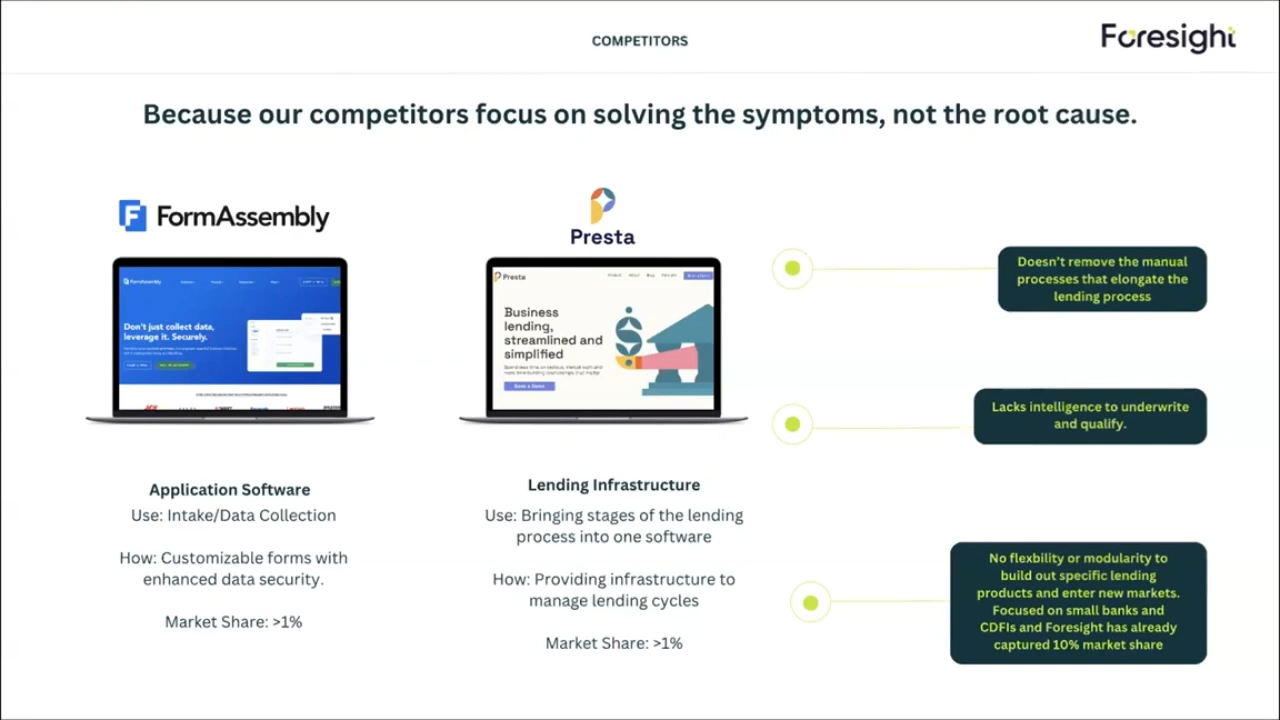 COMPETITORS
Foresight
Because our competitors focus on solving the symptoms, not the root cause.
FormAssembly
FormAssembly
Don't just collect data,
leverage it. Securely.
Application Software
Use: Intake/Data Collection
How: Customizable forms with
enhanced data security.
Market Share: >1%
Presta
Presta
Business
lending,
streamlined and
simplified
Book a Demo
Lending Infrastructure
Use: Bringing stages of the lending
process into one software
How: Providing infrastructure to
manage lending cycles
Market Share: >1%
Doesn't remove the manual
processes that elongate the
lending process
Lacks intelligence to underwrite
and qualify.
No flexbility or modularity to
build out specific lending
products and enter new markets.
Focused on small banks and
CDFIs and Foresight has already
captured 10% market share